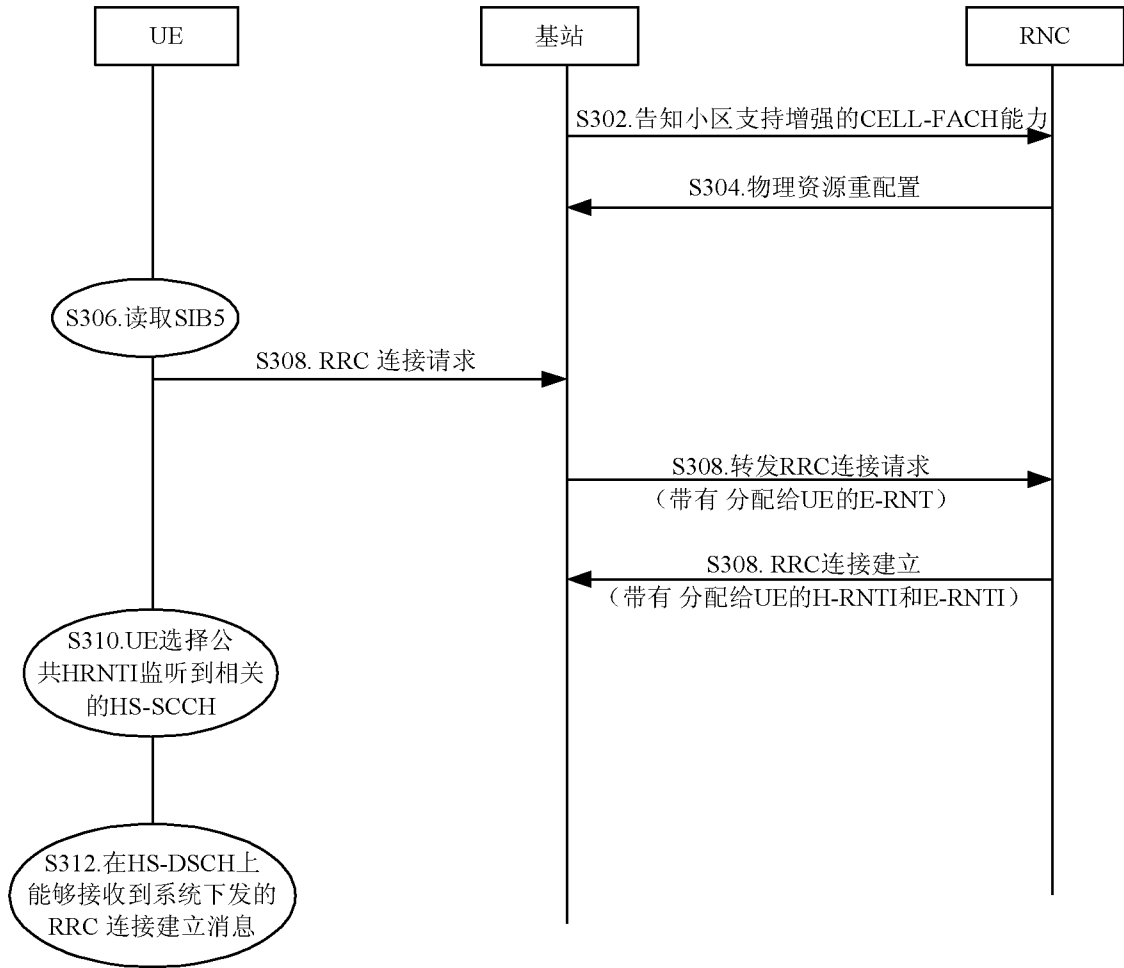 UE
基站
RNC
S302.告知小区支持增强的CELL-FACH能力
S304.物理资源重配置
S306.读取SIB5
S308. RRC 连接请求
S308.转发RRC连接请求
（带有 分配给UE的E-RNT）
S308. RRC连接建立
（带有 分配给UE的H-RNTI和E-RNTI）
S310.UE选择公
共HRNTI监听到相关
的HS-SCCH
S312.在HS-DSCH上
能够接收到系统下发的
RRC 连接建立消息